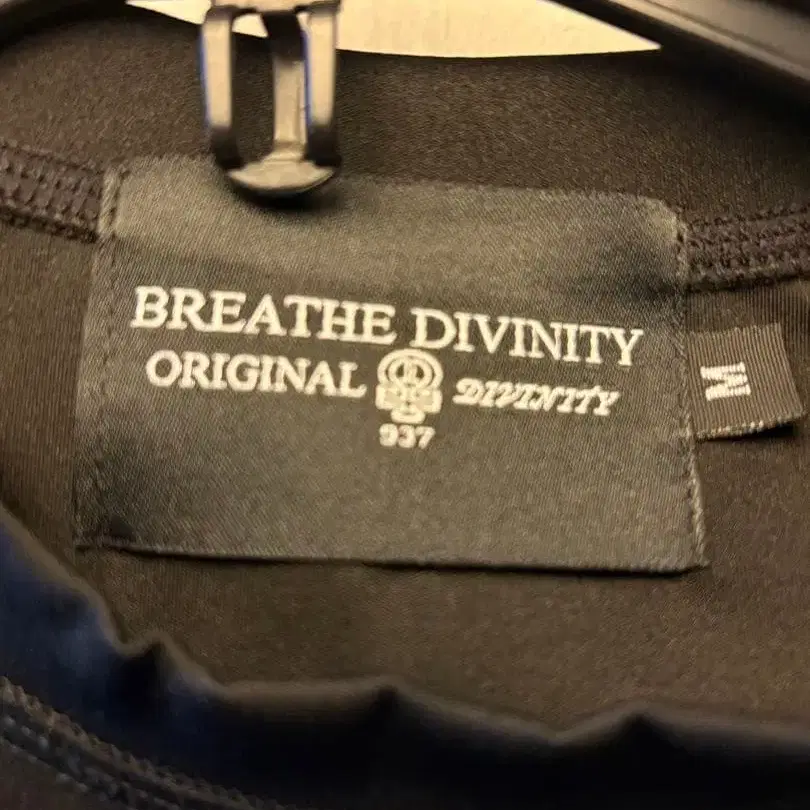 BREATHE DIVINITY
ORIGINAL DIVINITY
937
M